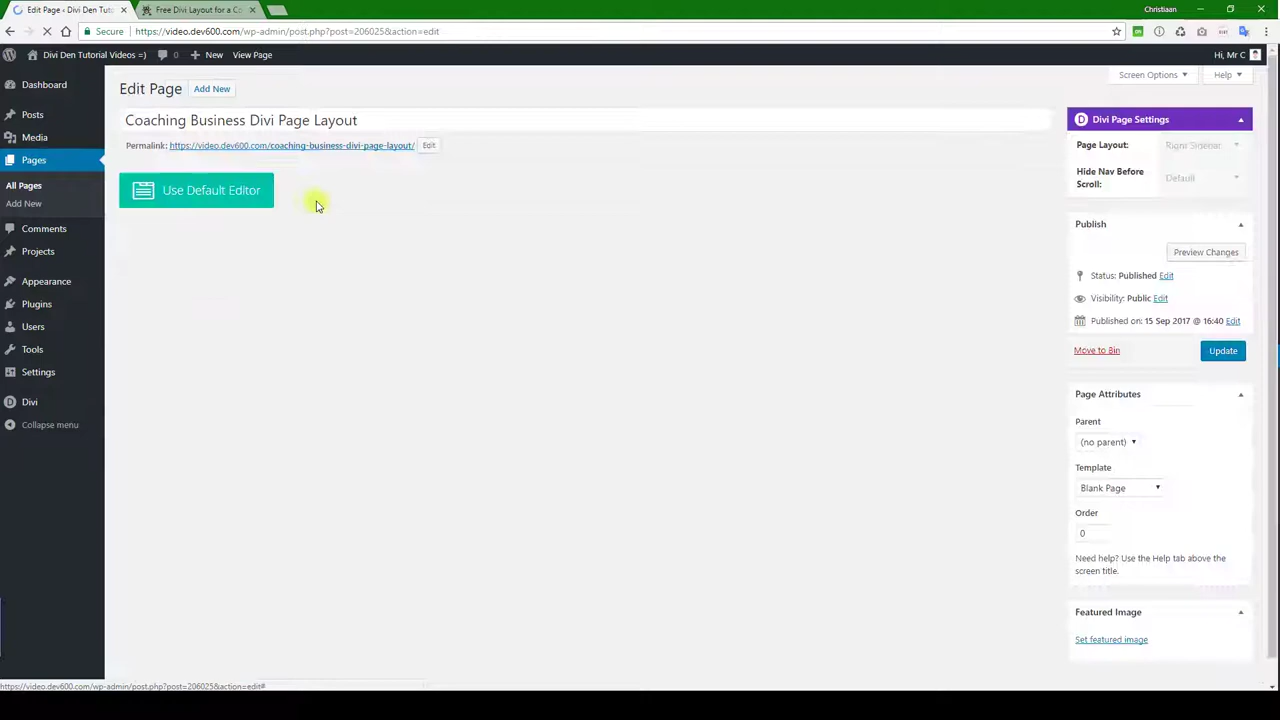 Edit Page ‹ Divi Den Tuto
Free Divi Layout for a Co
Christiaan
Secure
https://video.dev600.com/wp-admin/post.php?post=206025&action=edit
Divi Den Tutorial Videos =)
0
New
View Page
Hi, Mr C
Dashboard
Posts
Media
Pages
All Pages
Add New
Comments
Projects
Appearance
Plugins
Users
Tools
Settings
Divi
Collapse menu
Screen Options
Help
Edit Page
Add New
Coaching Business Divi Page Layout
Permalink: https://video.dev600.com/coaching-business-divi-page-layout/ Edit
Use Default Editor
Divi Page Settings
Page Layout: Right Sidebar
Hide Nav Before Scroll: Default
Publish
Preview Changes
Status: Published Edit
Visibility: Public Edit
Published on: 15 Sep 2017 @ 16:40 Edit
Move to Bin
Update
Page Attributes
Parent
(no parent)
Template
Blank Page
Order
0
Need help? Use the Help tab above the
screen title.
Featured Image
Set featured image
https://video.dev600.com/wp-admin/post.php?post=206025&action=edit#